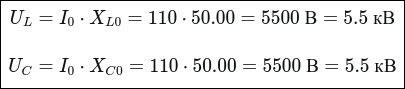 U_L = I_0 · X_{L0} = 110 · 50.00 = 5500 В = 5.5 кВ
U_C = I_0 · X_{C0} = 110 · 50.00 = 5500 В = 5.5 кВ